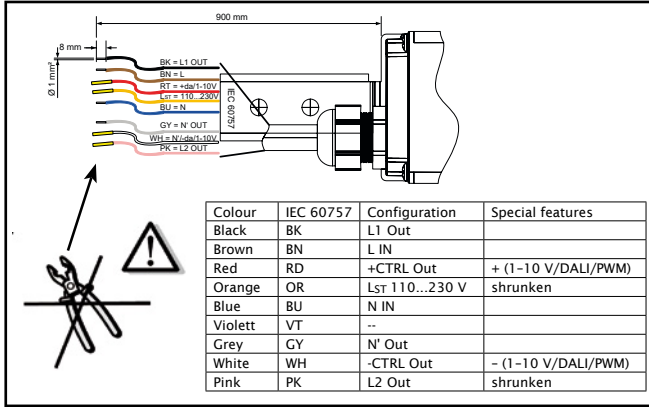 900 mm
8 mm
Ø 1 mm²
BK = L1 OUT
BN = L
RT = +da/1-10V
LST = 110...230V
BU = N
GY = N' OUT
WH = N'/-da/1-10V
PK = L2 OUT
IEC 60757
Colour IEC 60757 Configuration Special features
Black BK L1 Out
Brown BN L IN
Red RD +CTRL Out + (1–10 V/DALI/PWM)
Orange OR LST 110...230 V shrunken
Blue BU N IN
Violett VT --
Grey GY N' Out
White WH -CTRL Out – (1–10 V/DALI/PWM)
Pink PK L2 Out shrunken